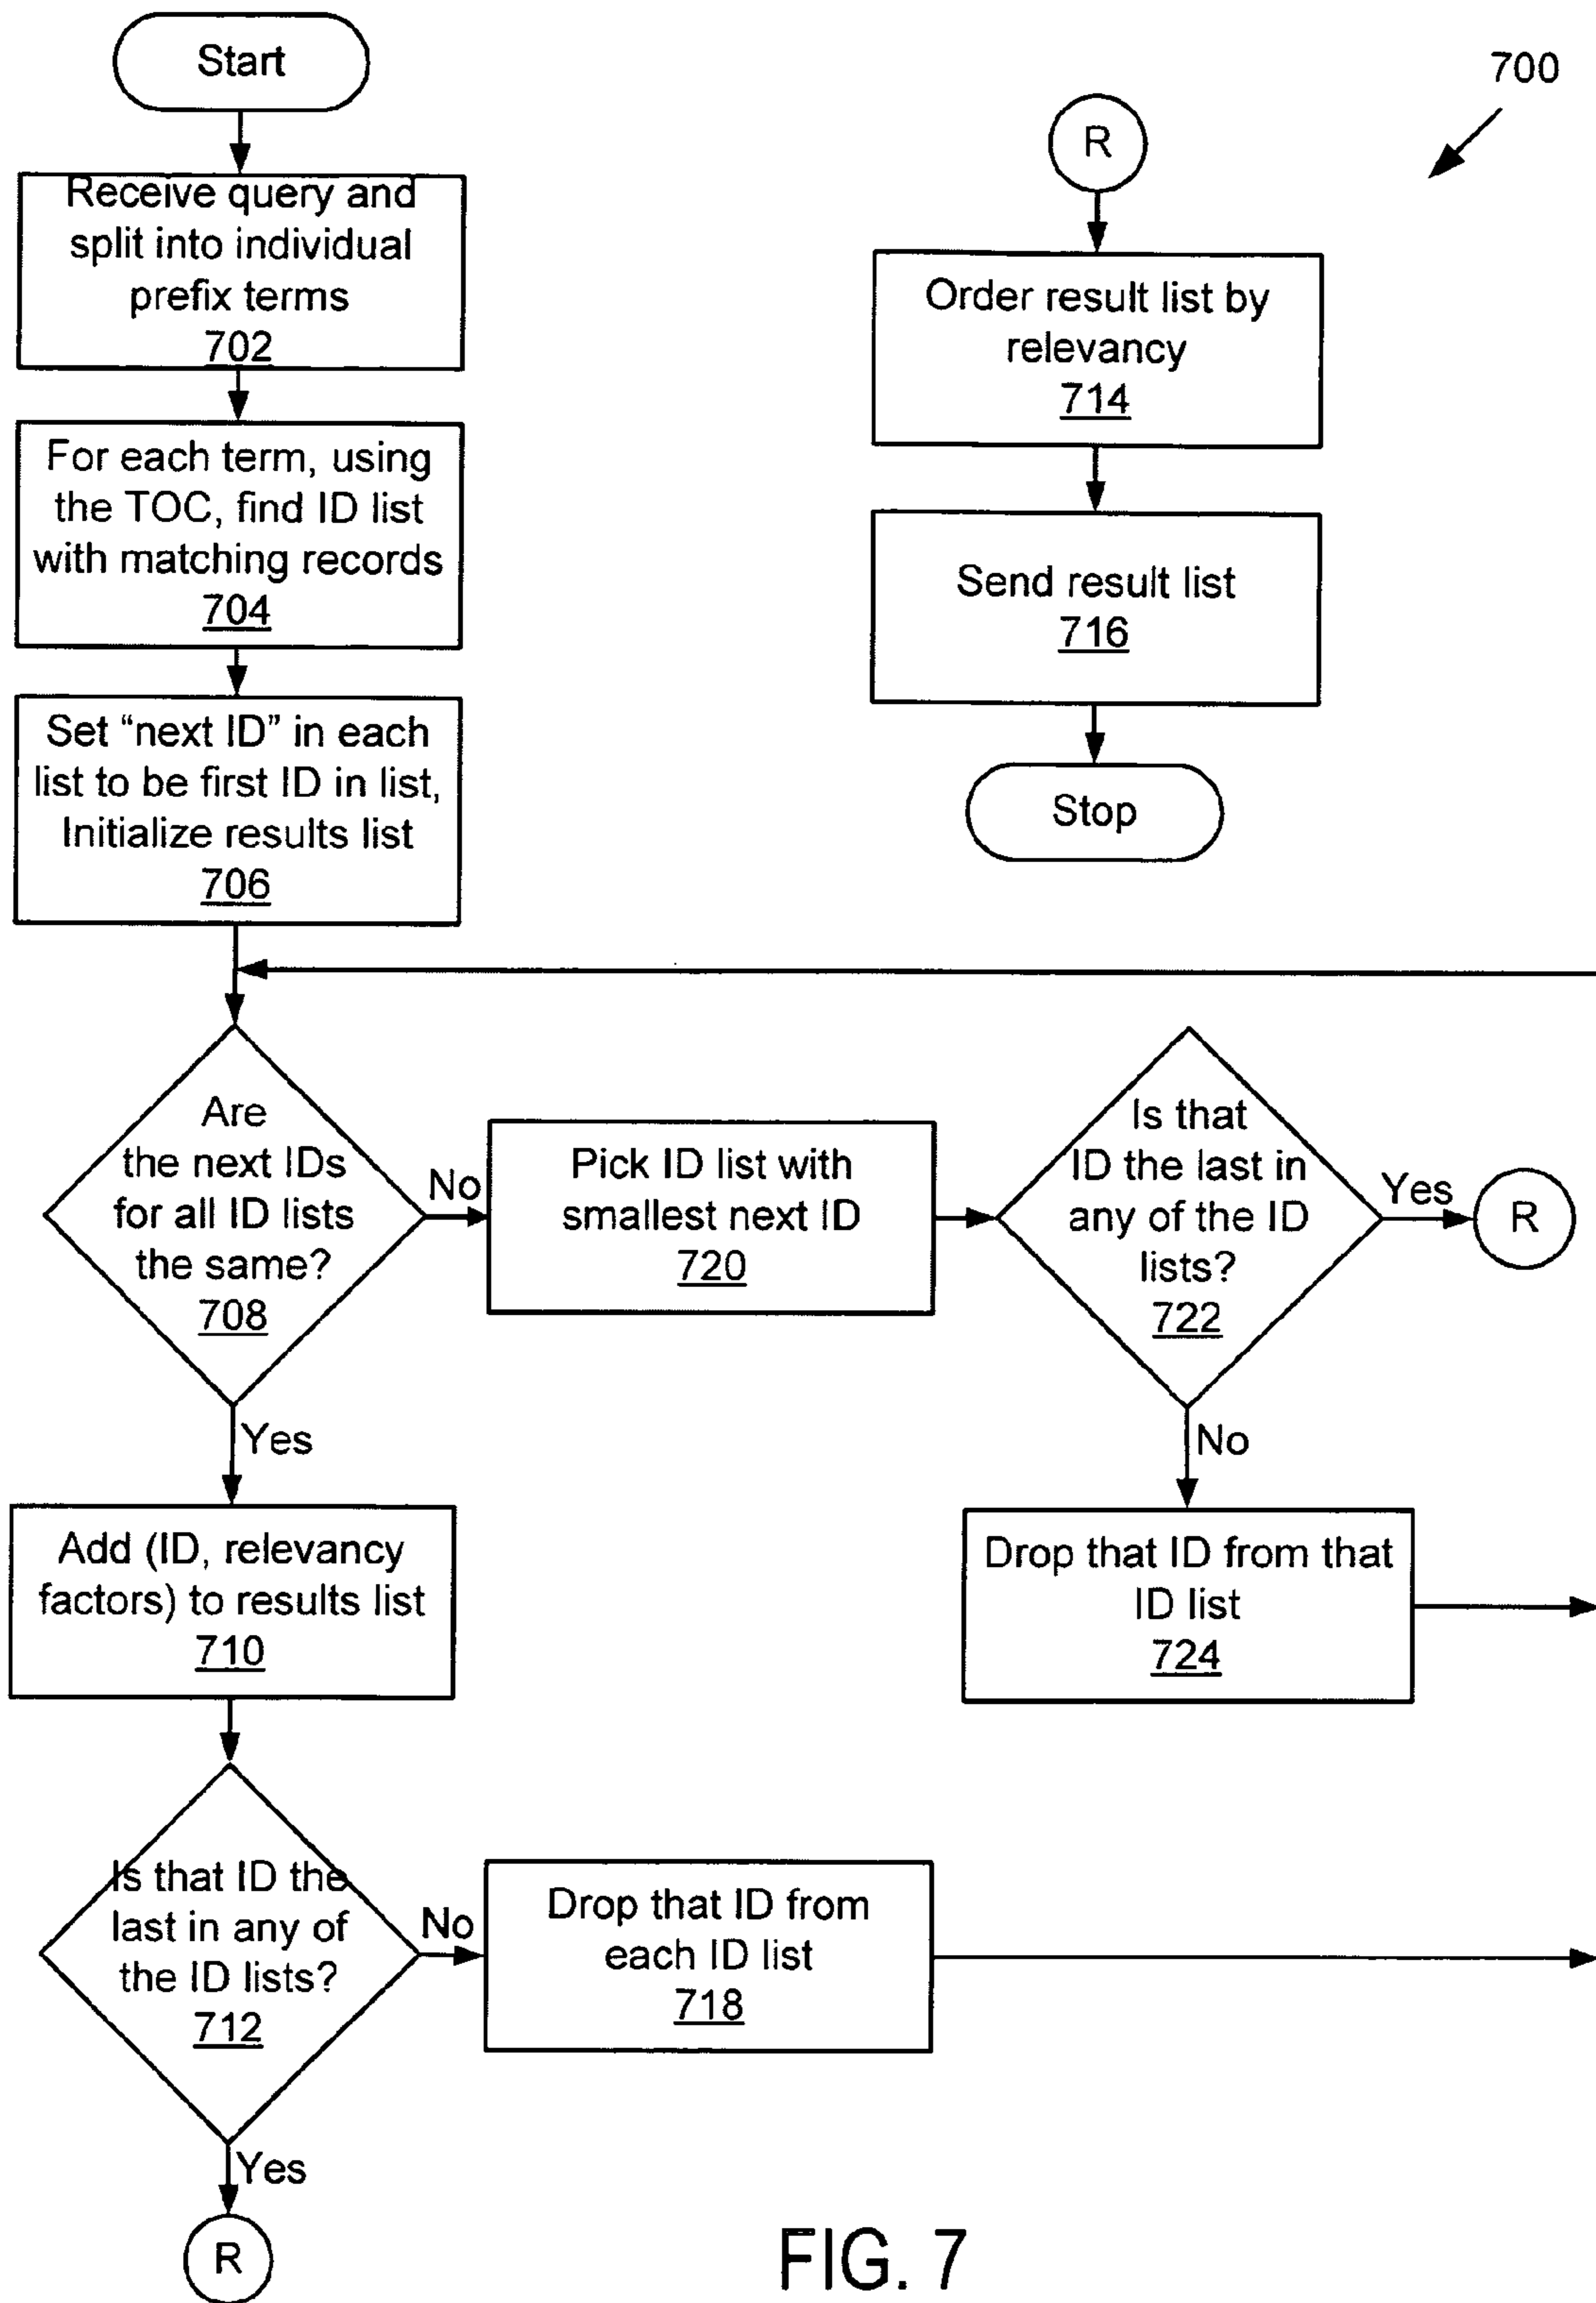 Start
Receive query and
split into individual
prefix terms
702
For each term, using
the TOC, find ID list
with matching records
704
Set “next ID” in each
list to be first ID in list,
Initialize results list
706
700
R
Order result list by
relevancy
714
Send result list
716
Stop
Are
the next IDs
for all ID lists
the same?
708
No
Pick ID list with
smallest next ID
720
Is that
ID the last in
any of the ID
lists?
722
Yes
R
No
Drop that ID from that
ID list
724
Yes
Add (ID, relevancy
factors) to results list
710
Is that ID the
last in any of
the ID lists?
712
No
Drop that ID from
each ID list
718
Yes
R
FIG. 7